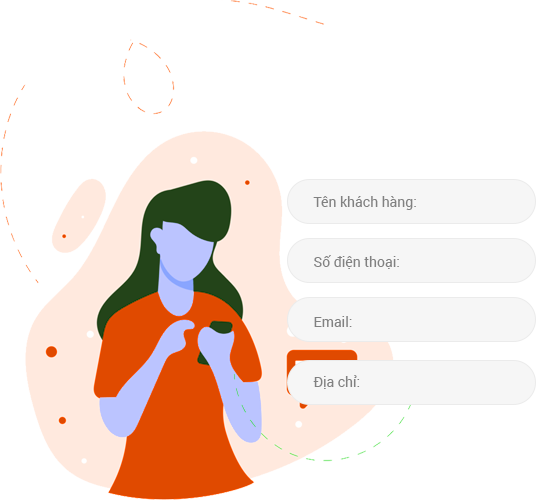 Tên khách hàng:
Số điện thoại:
Email:
Địa chỉ: